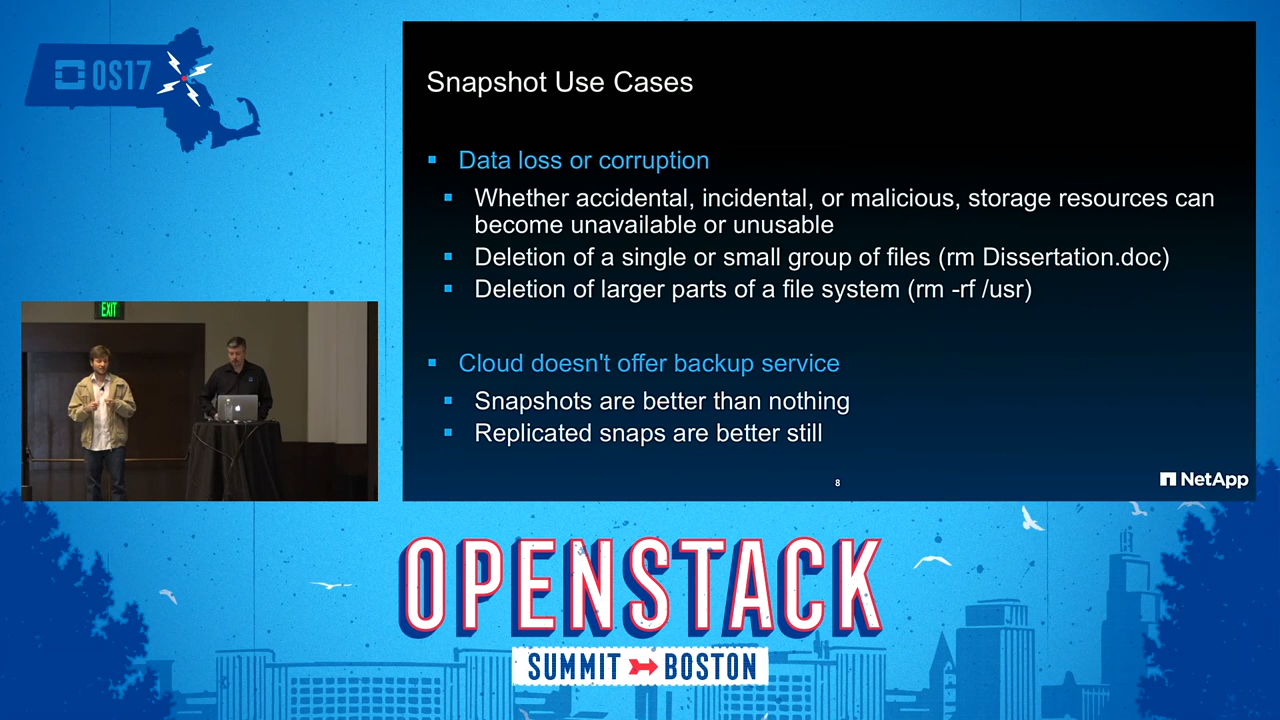 OS17
Snapshot Use Cases
Data loss or corruption
Whether accidental, incidental, or malicious, storage resources can
become unavailable or unusable
Deletion of a single or small group of files (rm Dissertation.doc)
Deletion of larger parts of a file system (rm -rf /usr)
Cloud doesn't offer backup service
Snapshots are better than nothing
Replicated snaps are better still
8
NetApp
EXIT
OPENSTACK
SUMMIT BOSTON